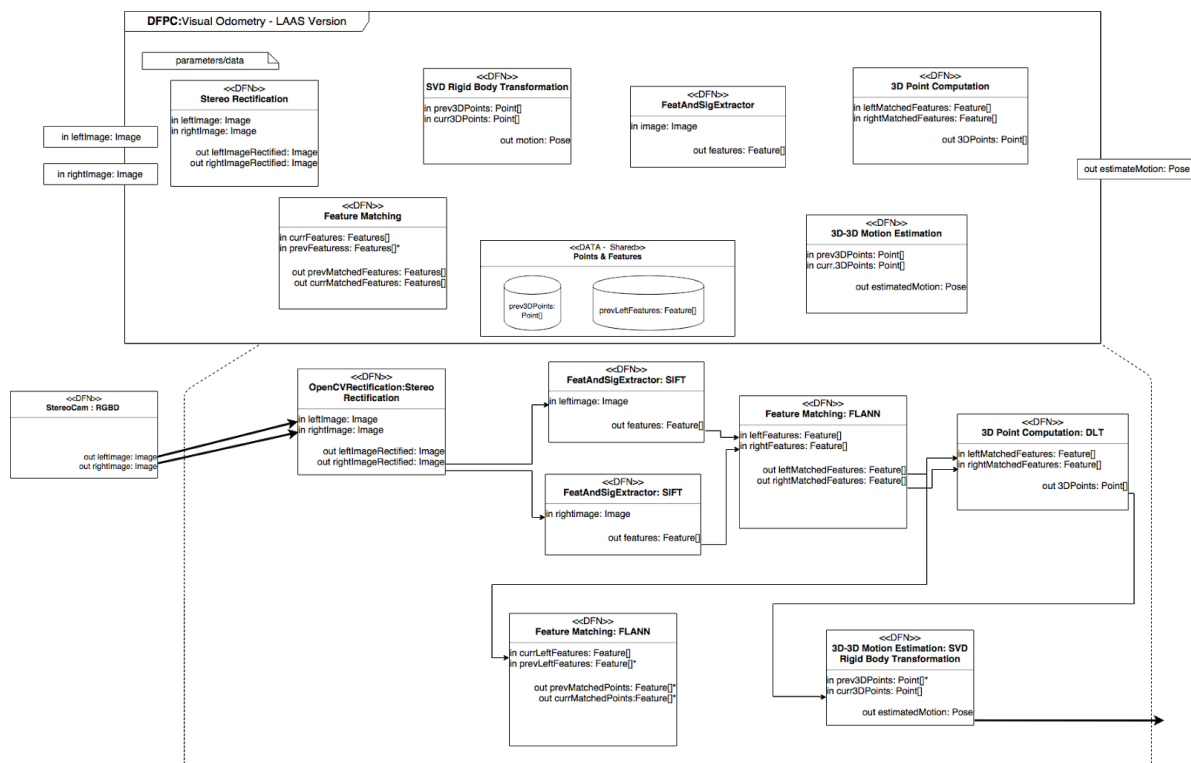 DFPC:Visual Odometry - LAAS Version
parameters/data
in leftImage: Image
in rightImage: Image
out estimateMotion: Pose
<<DFN>>
Stereo Rectification
in leftImage: Image
in rightImage: Image
out leftImageRectified: Image
out rightImageRectified: Image
<<DFN>>
SVD Rigid Body Transformation
in prev3DPoints: Point[]
in curr3DPoints: Point[]
out motion: Pose
<<DFN>>
FeatAndSigExtractor
in image: Image
out features: Feature[]
<<DFN>>
3D Point Computation
in leftMatchedFeatures: Feature[]
in rightMatchedFeatures: Feature[]
out 3DPoints: Point[]
<<DFN>>
Feature Matching
in currFeatures: Features[]
in prevFeaturess: Features[]*
out prevMatchedFeatures: Features[]
out currMatchedFeatures: Features[]
<<DATA - Shared>>
Points & Features
prev3DPoints:
Point[]
prevLeftFeatures: Feature[]
<<DFN>>
3D-3D Motion Estimation
in prev3DPoints: Point[]
in curr.3DPoints: Point[]
out estimatedMotion: Pose
<<DFN>>
StereoCam : RGBD
out leftImage: Image
out rightImage: Image
<<DFN>>
OpenCVRectification:Stereo
Rectification
in leftImage: Image
in rightImage: Image
out leftImageRectified: Image
out rightImageRectified: Image
<<DFN>>
FeatAndSigExtractor: SIFT
in leftimage: Image
out features: Feature[]
<<DFN>>
FeatAndSigExtractor: SIFT
in rightimage: Image
out features: Feature[]
<<DFN>>
Feature Matching: FLANN
in leftFeatures: Feature[]
in rightFeatures: Feature[]
out leftMatchedFeatures: Feature[]
out rightMatchedFeatures: Feature[]
<<DFN>>
3D Point Computation: DLT
in leftMatchedFeatures: Feature[]
in rightMatchedFeatures: Feature[]
out 3DPoints: Point[]
<<DFN>>
Feature Matching: FLANN
in currLeftFeatures: Feature[]
in prevLeftFeatures: Feature[]*
out prevMatchedPoints: Feature[]*
out currMatchedPoints:Feature[]*
<<DFN>>
3D-3D Motion Estimation: SVD
Rigid Body Transformation
in prev3DPoints: Point[]*
in curr3DPoints: Point[]
out estimatedMotion: Pose